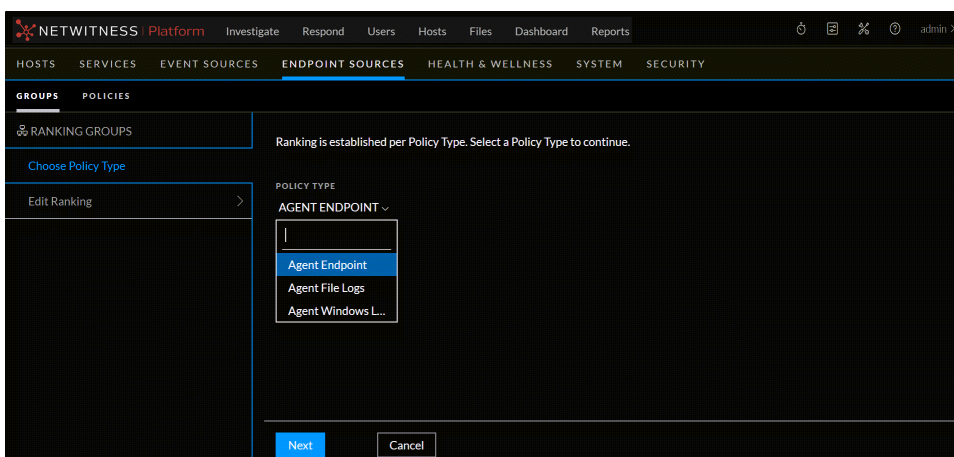 NETWITNESS Platform Investigate Respond Users Hosts Files Dashboard Reports admin
HOSTS SERVICES EVENT SOURCES ENDPOINT SOURCES HEALTH & WELLNESS SYSTEM SECURITY
GROUPS POLICIES
RANKING GROUPS
Choose Policy Type
Edit Ranking
Ranking is established per Policy Type. Select a Policy Type to continue.
POLICY TYPE
AGENT ENDPOINT
Agent Endpoint
Agent File Logs
Agent Windows L...
Next Cancel